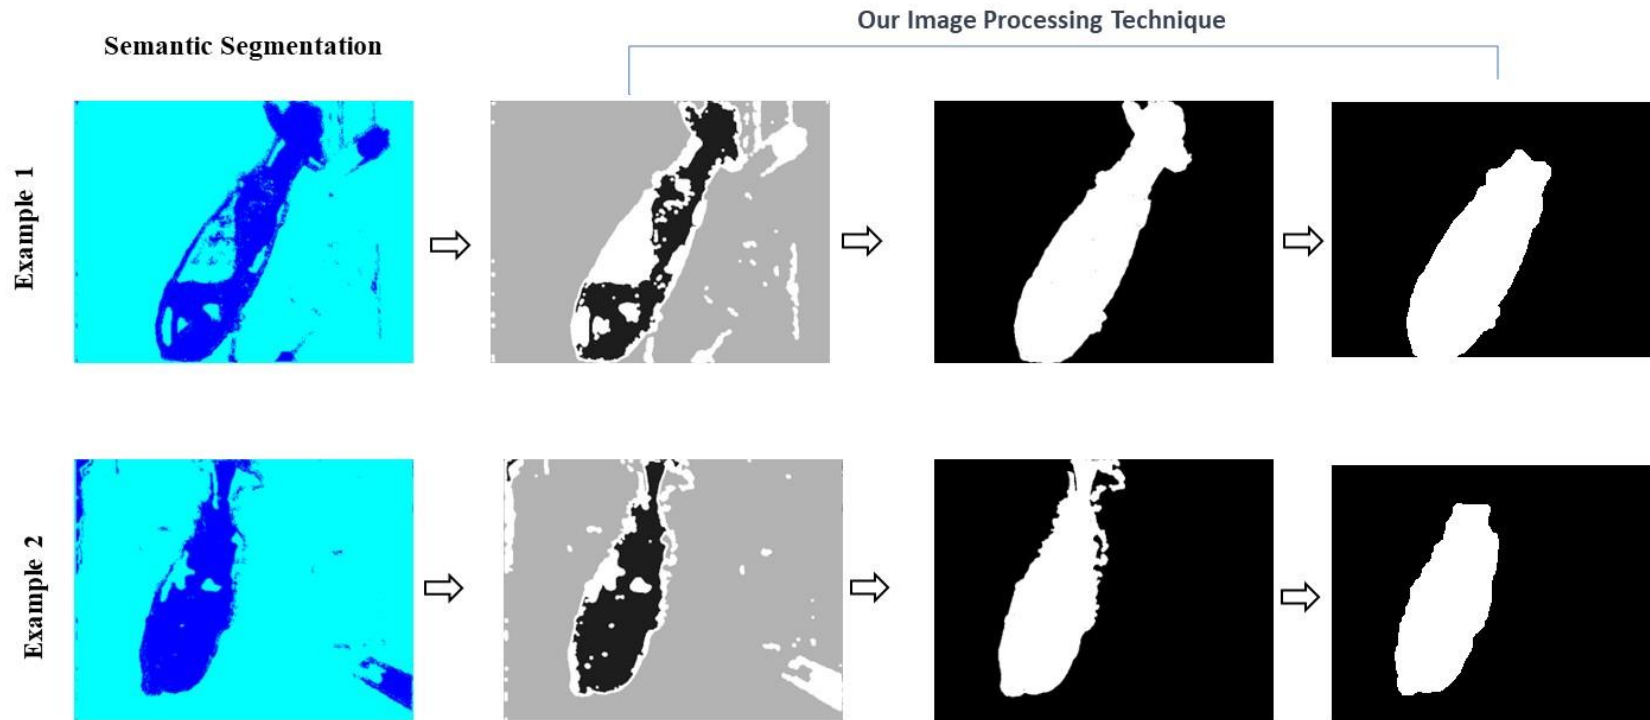 Our Image Processing Technique
Semantic Segmentation
Example 1
Example 2